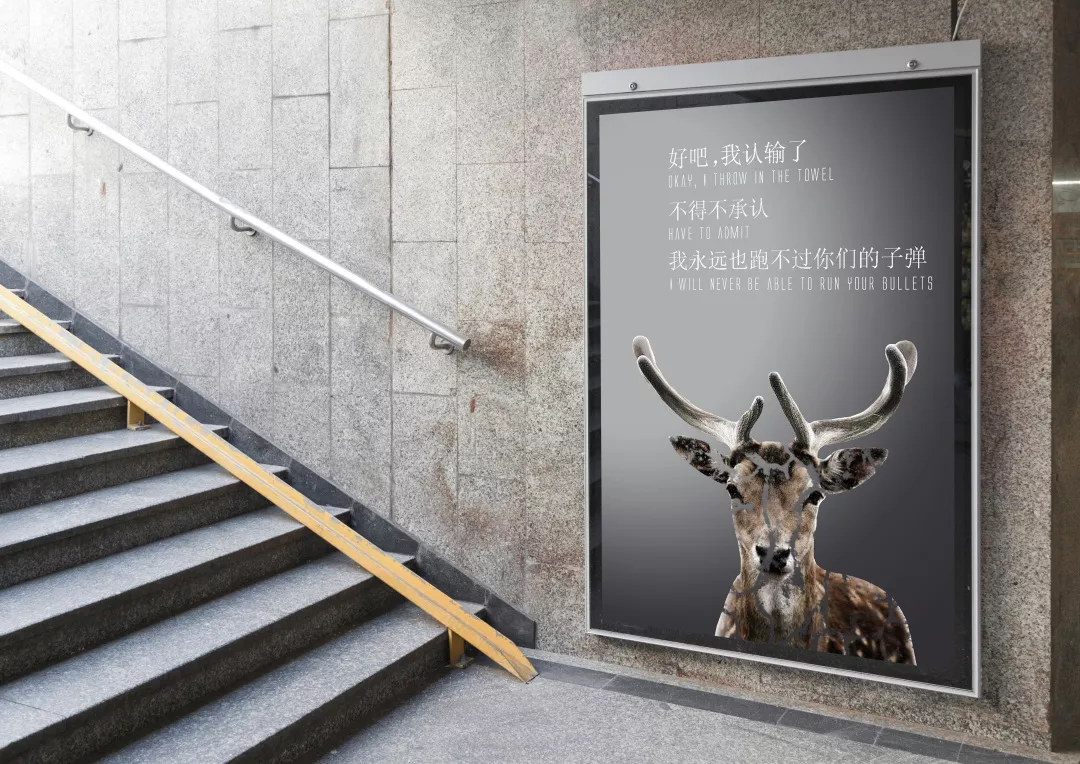 好吧,我认输了
OKAY, I THROW IN THE TOWEL
不得不承认
HAVE TO ADMIT
我永远也跑不过你们的子弹
I WILL NEVER BE ABLE TO RUN YOUR BULLETS